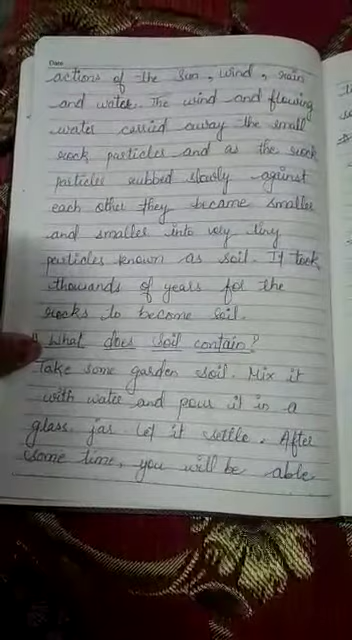 Date
actions of the sun, wind, rain
and water. The wind and flowing
water carried away the small
rock particles and as the rock
particles rubbed slowly against
each other they became smaller
and smaller into very tiny
particles known as soil. It took
thousands of years for the
rocks to become soil.
What does soil contain?
Take some garden soil. Mix it
with water and pour it in a
glass jar. Let it settle. After
some time, you will be able